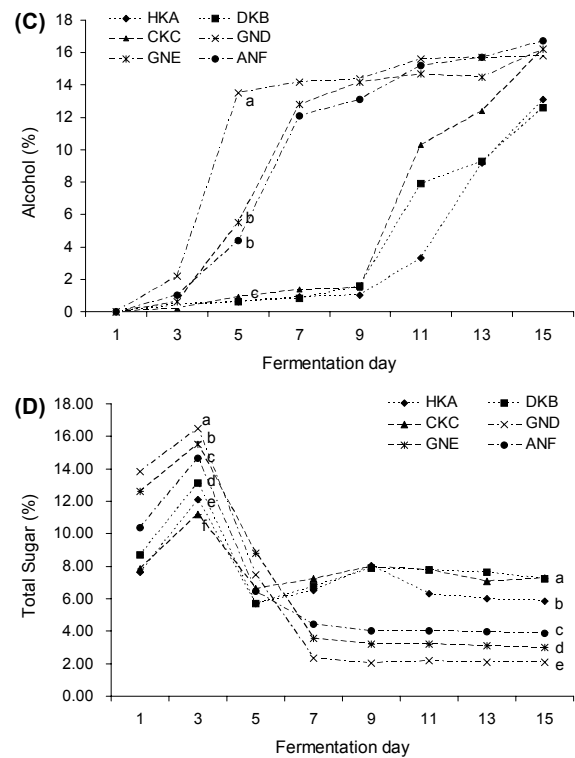 (C)
HKA DKB
CKC GND
GNE ANF
18
16
14
12
10
8
6
4
2
0
Alcohol (%)
a
b
b
c
1 3 5 7 9 11 13 15
Fermentation day
(D)
HKA DKB
CKC GND
GNE ANF
18.00
16.00
14.00
12.00
10.00
8.00
6.00
4.00
2.00
0.00
Total Sugar (%)
a
b
c
d
e
f
a
b
c
d
e
1 3 5 7 9 11 13 15
Fermentation day